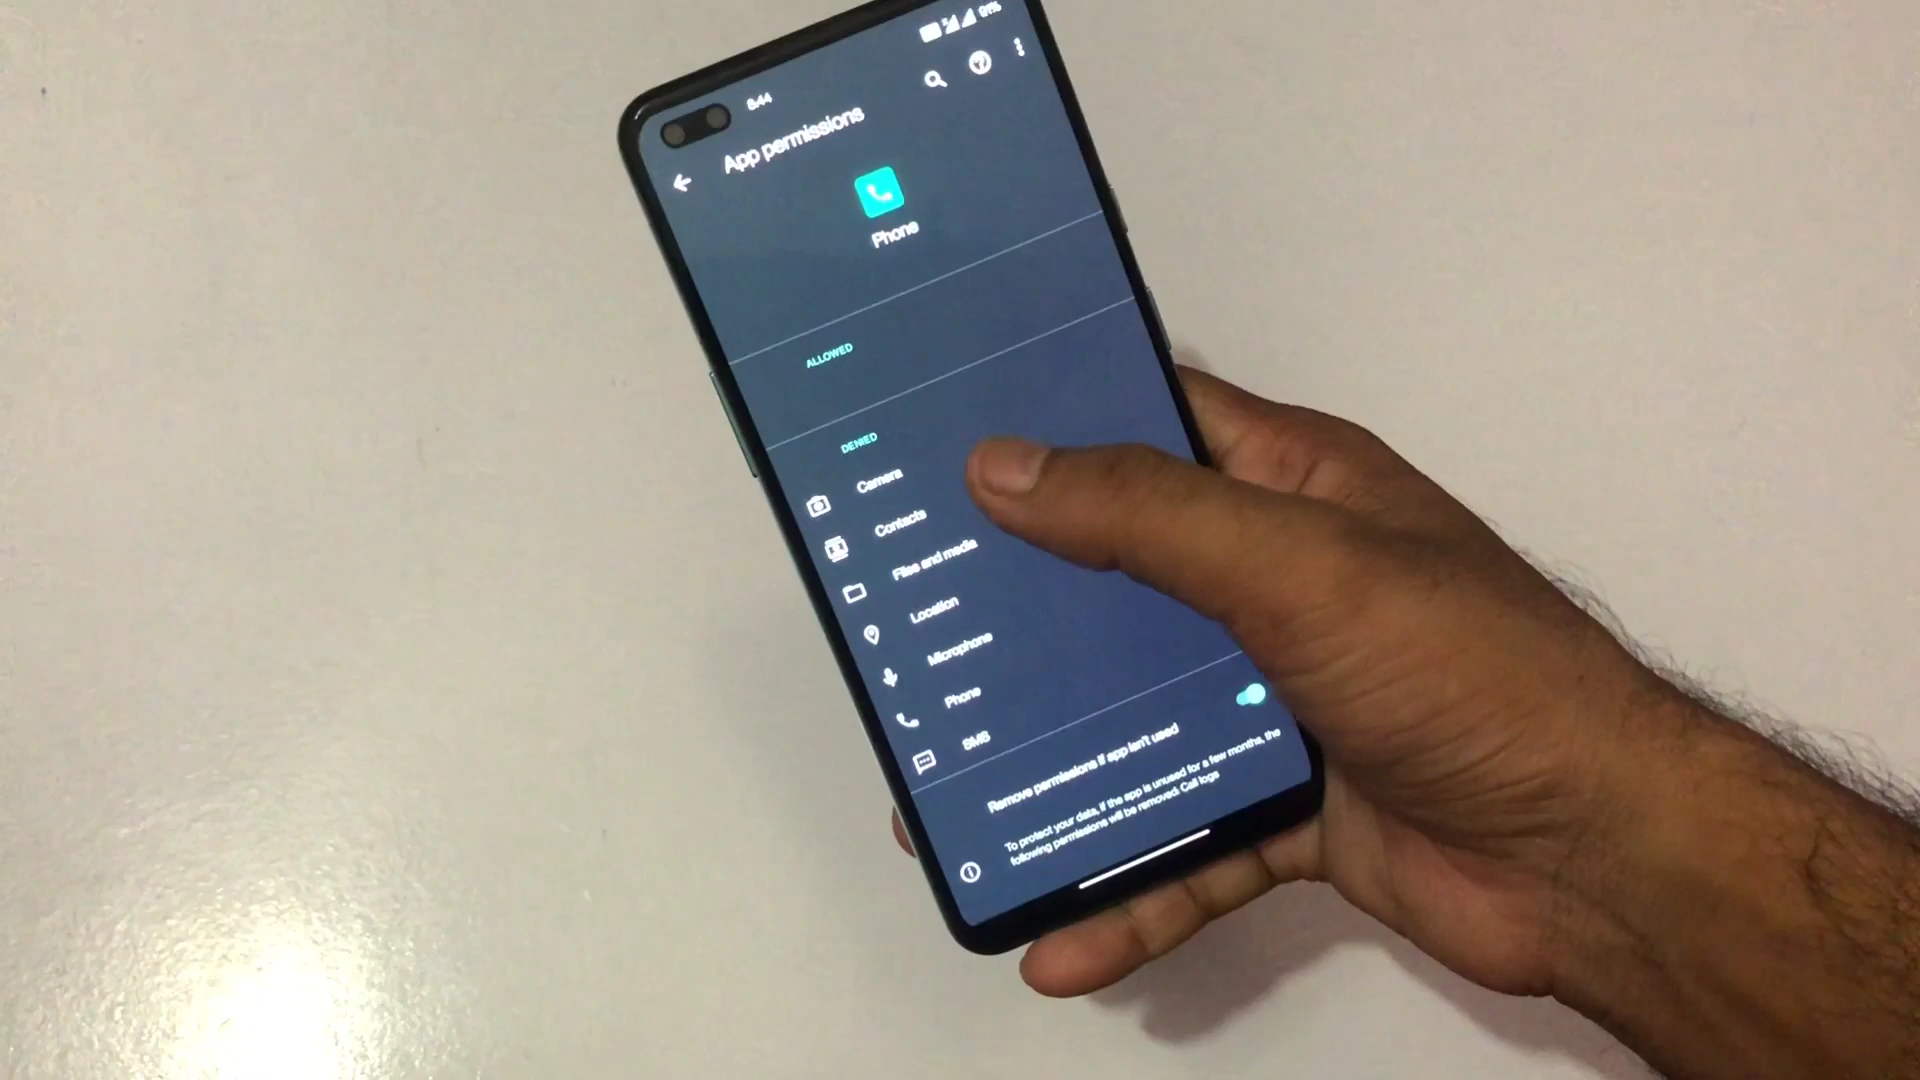 8:44
91%
App permissions
Phone
ALLOWED
DENIED
Camera
Contacts
Files and media
Location
Microphone
Phone
SMS
Remove permissions if app isn't used
To protect your data, if the app is unused for a few months, the
following permissions will be removed: Call logs